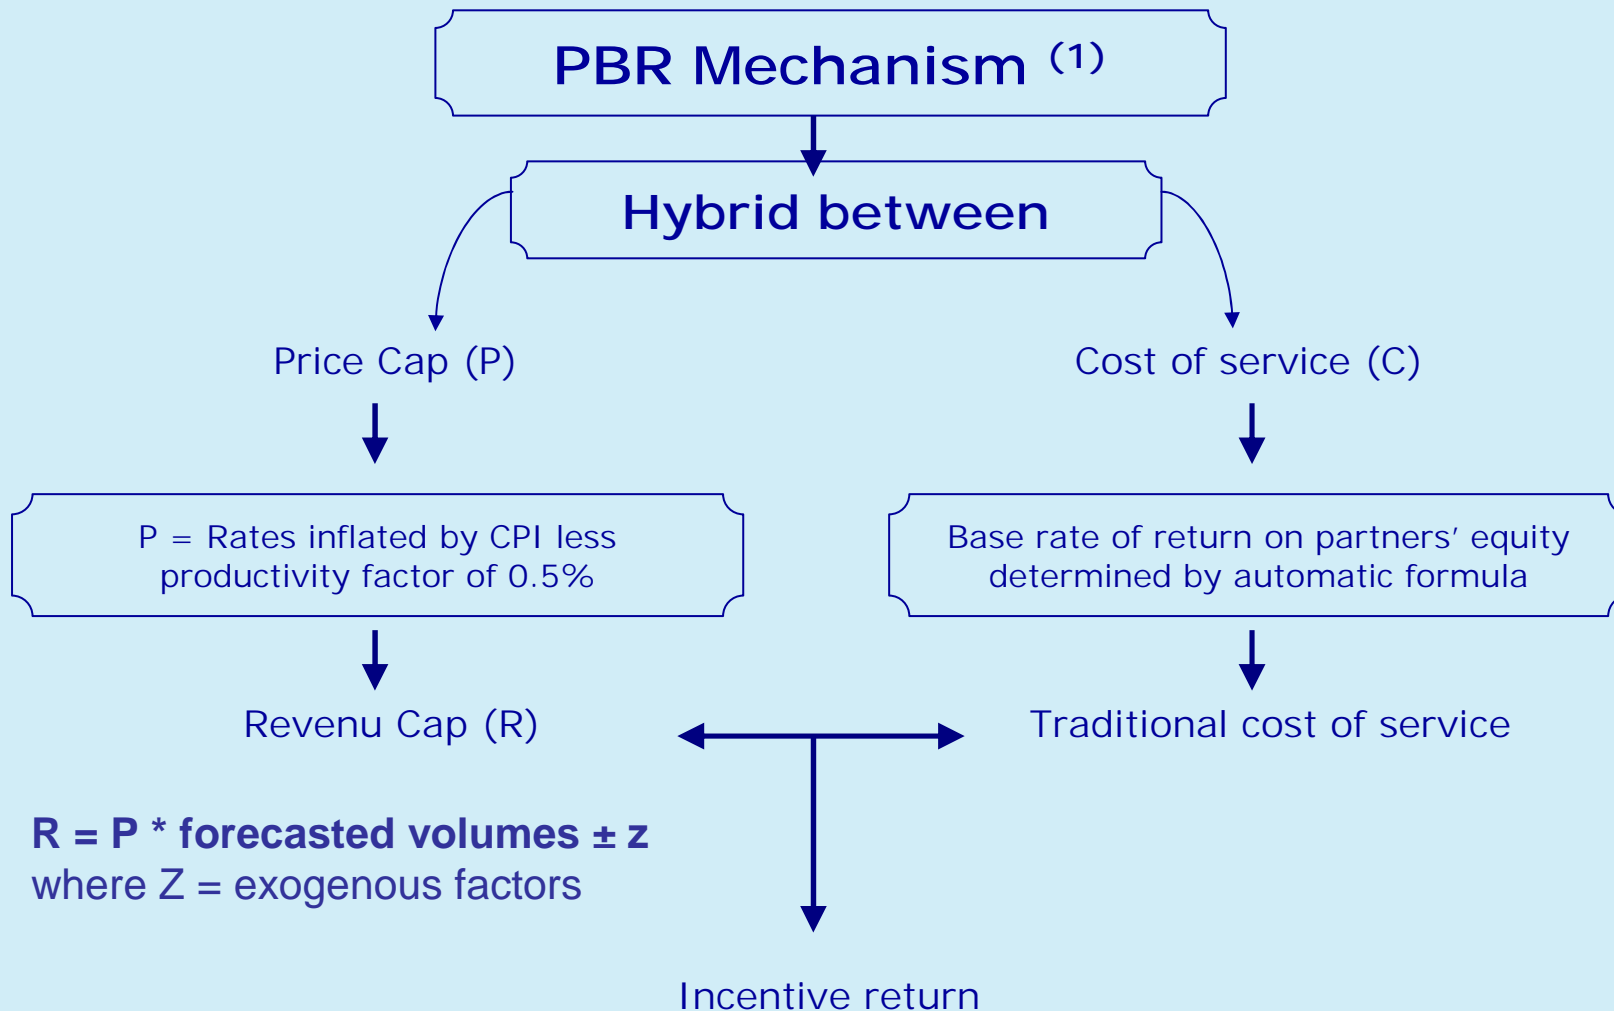 PBR Mechanism (1)
Hybrid between
Price Cap (P)
Cost of service (C)
P = Rates inflated by CPI less
productivity factor of 0.5%
Base rate of return on partners’ equity
determined by automatic formula
Revenu Cap (R)
Traditional cost of service
R = P * forecasted volumes ± z
where Z = exogenous factors
Incentive return